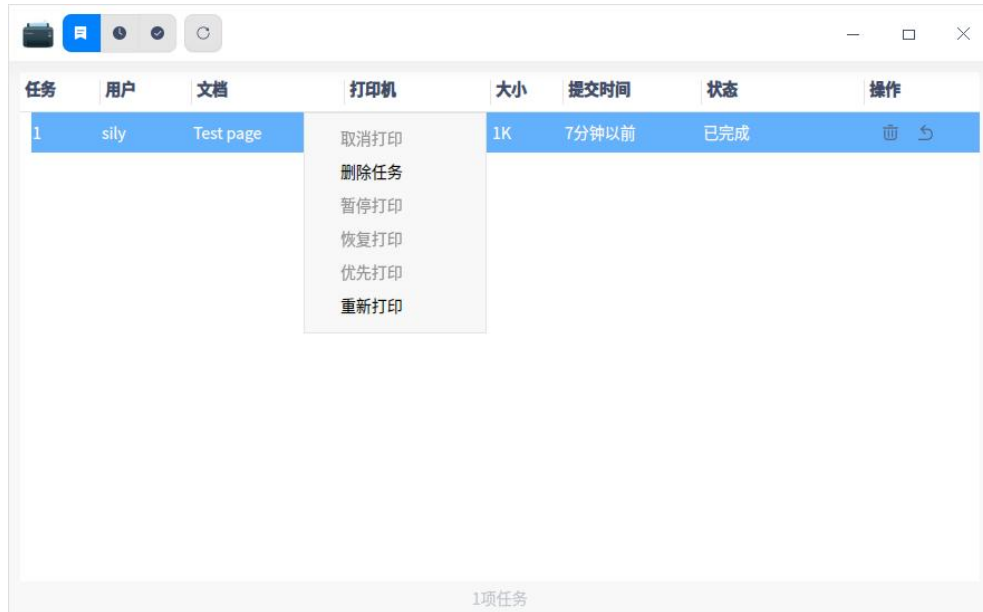 任务 用户 文档 打印机 大小 提交时间 状态 操作
1 sily Test page 1K 7分钟以前 已完成
取消打印
删除任务
暂停打印
恢复打印
优先打印
重新打印
1项任务